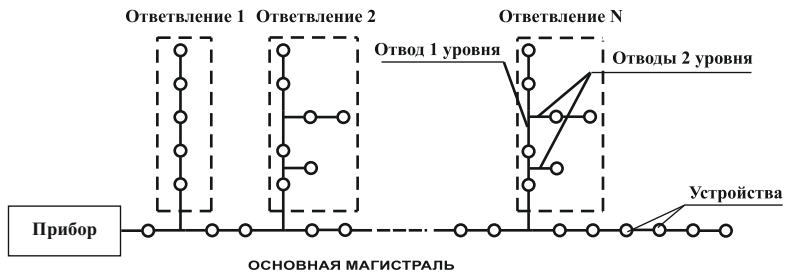 Ответвление 1
Ответвление 2
Ответвление N
Отвод 1 уровня
Отводы 2 уровня
Устройства
Прибор
ОСНОВНАЯ МАГИСТРАЛЬ